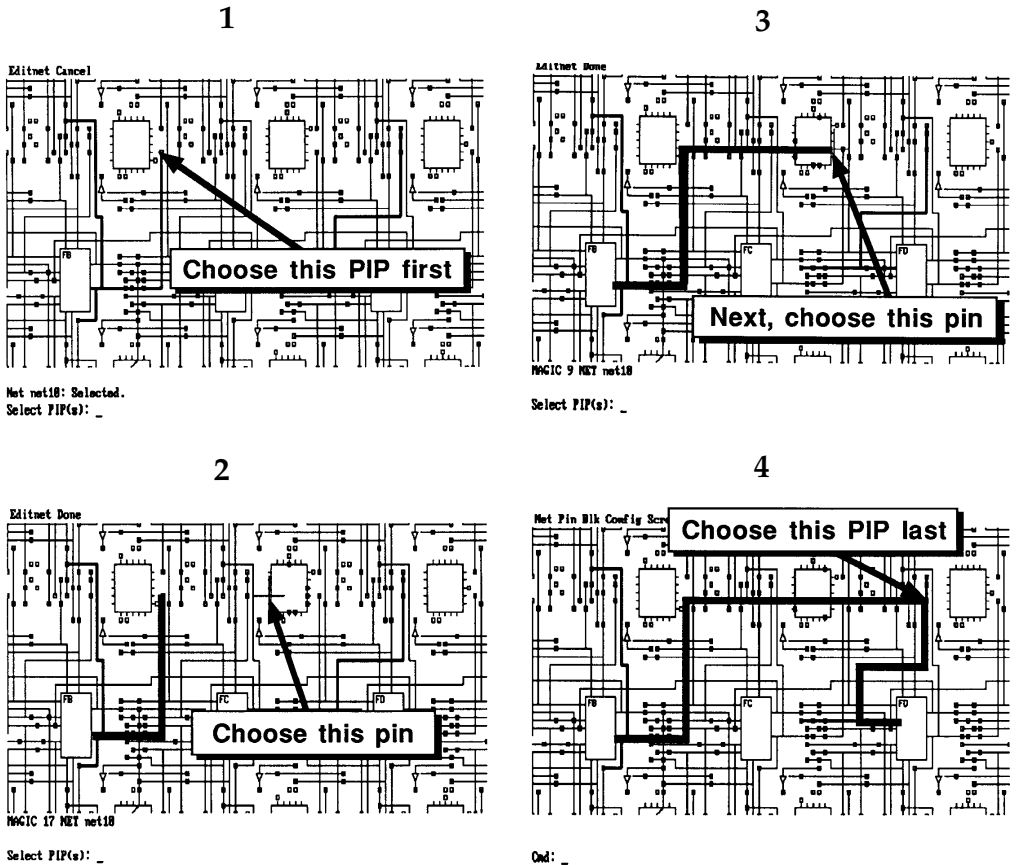 1
Editnet Cancel
FB
Choose this PIP first
Net net18: Selected.
Select PIP(s): _
2
Editnet Done
FB
FC
FD
Choose this pin
MAGIC 17 NET net18
Select PIP(s): _
3
Editnet Done
FB
FC
FD
Next, choose this pin
MAGIC 9 NET net18
Select PIP(s): _
4
Net Pin Blk Config Scr
Choose this PIP last
FB
FC
FD
Cmd: _